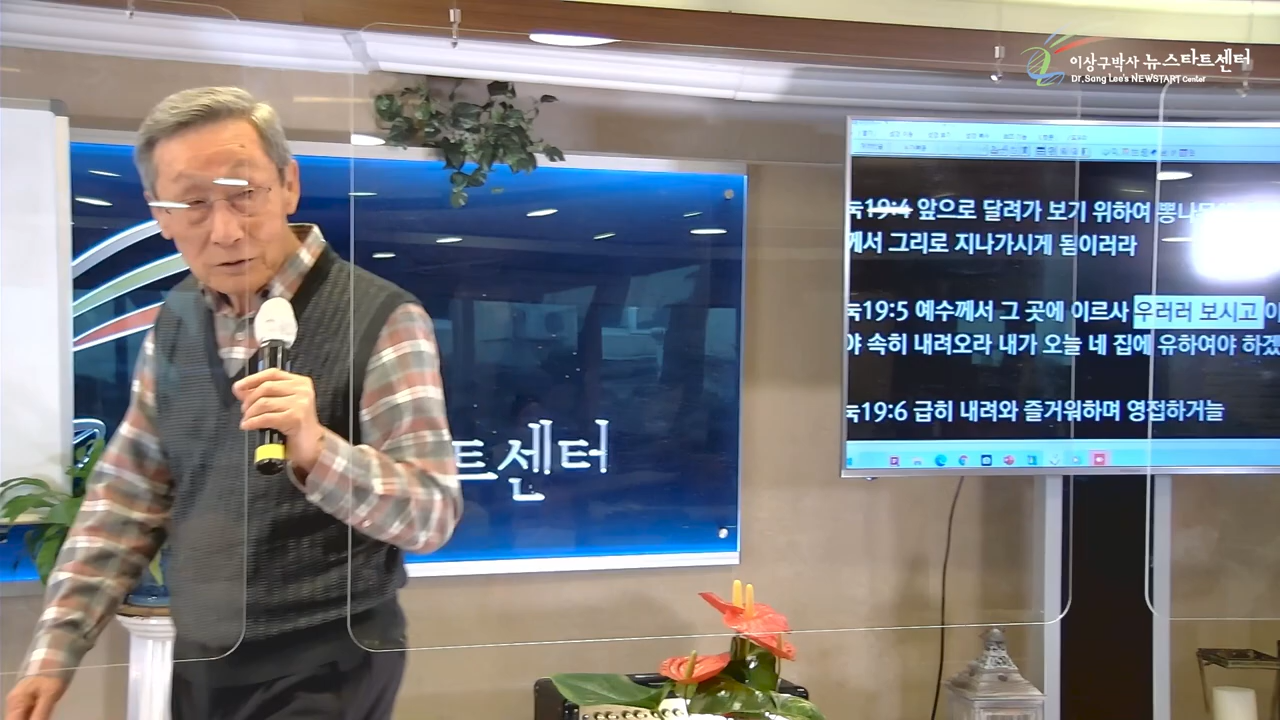 이상구박사 뉴스타트센터
Dr. Sang Lee's NEWSTART Center
눅19:4 앞으로 달려가 보기 위하여
께서 그리로 지나가시게 됨이러라
눅19:5 예수께서 그 곳에 이르사 우러러 보시고
야 속히 내려오라 내가 오늘 네 집에 유하여야 하겠
눅19:6 급히 내려와 즐거워하며 영접하거늘
트센터